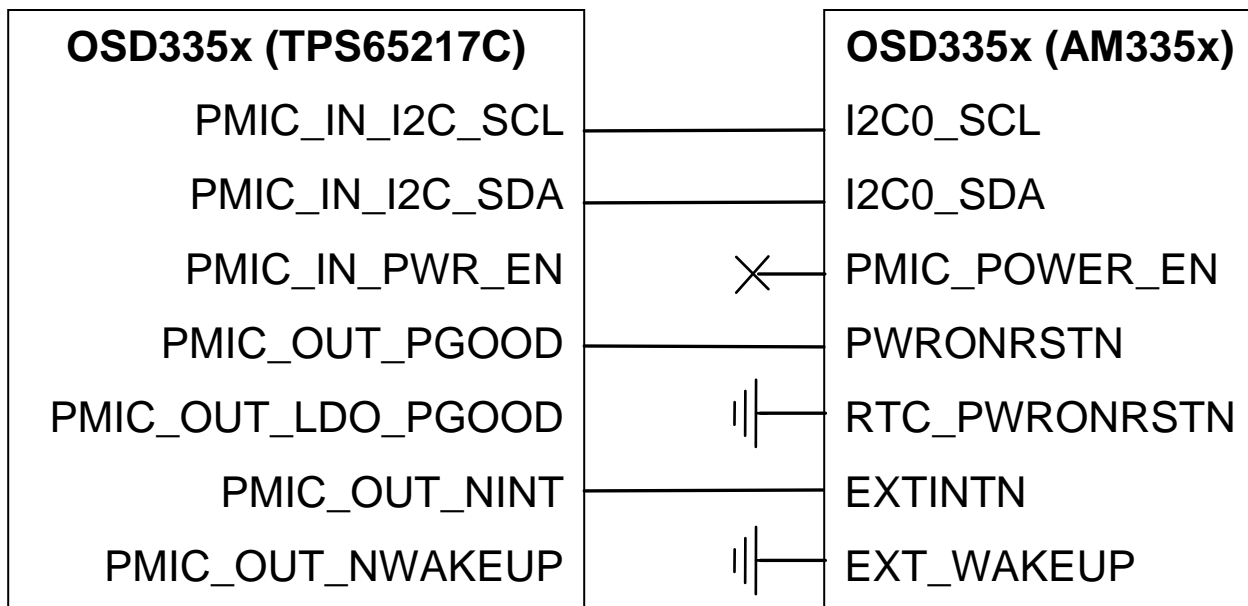 OSD335x (TPS65217C)
PMIC_IN_I2C_SCL
PMIC_IN_I2C_SDA
PMIC_IN_PWR_EN
PMIC_OUT_PGOOD
PMIC_OUT_LDO_PGOOD
PMIC_OUT_NINT
PMIC_OUT_NWAKEUP
OSD335x (AM335x)
I2C0_SCL
I2C0_SDA
PMIC_POWER_EN
PWRONRSTN
RTC_PWRONRSTN
EXTINTN
EXT_WAKEUP